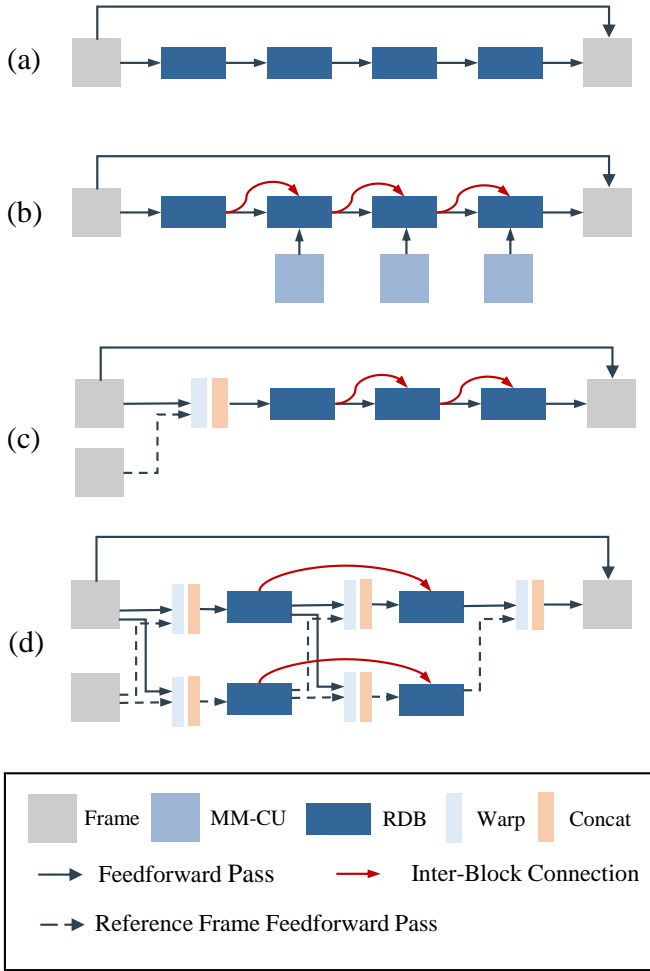 (a)
(b)
(c)
(d)
Frame MM-CU RDB Warp Concat
Feedforward Pass Inter-Block Connection
Reference Frame Feedforward Pass